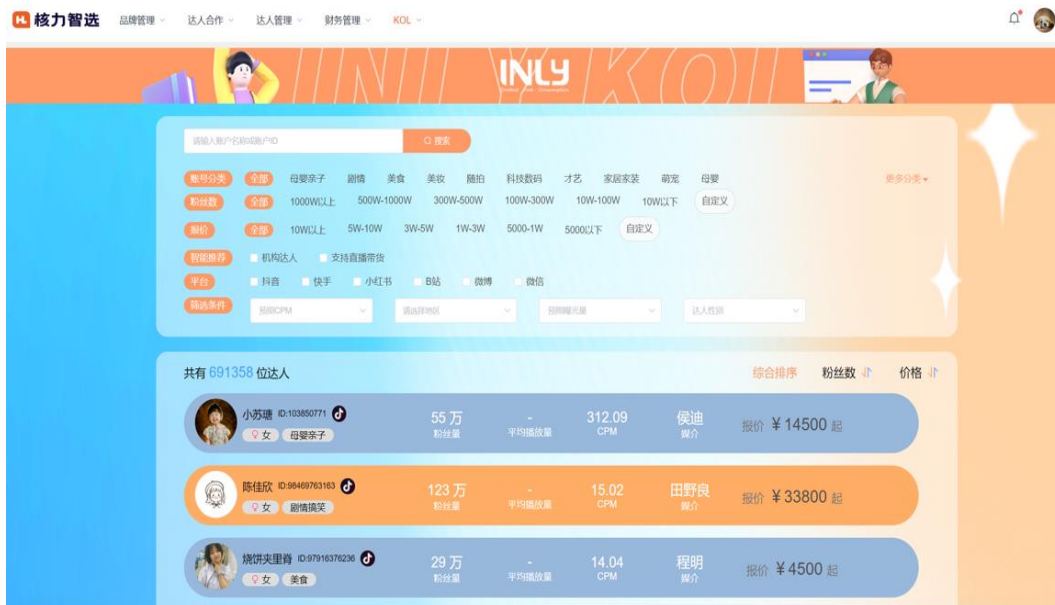 核力智选 品牌管理 达人合作 达人管理 财务管理 KOL
INLY
请输入账户名称或账户ID 搜索
账号分类 全部 母婴亲子 剧情 美食 美妆 随拍 科技数码 才艺 家居家装 萌宠 母婴 更多分类
粉丝数 全部 1000W以上 500W-1000W 300W-500W 100W-300W 10W-100W 10W以下 自定义
报价 全部 10W以上 5W-10W 3W-5W 1W-3W 5000-1W 5000以下 自定义
智能推荐 机构达人 支持直播带货
平台 抖音 快手 小红书 B站 微博 微信
筛选条件 预期CPM 请选择地区 预期曝光量 达人性别
共有 691358 位达人 综合排序 粉丝数 价格
小苏瑭 ID:103850771 55 万 - 312.09 侯迪 报价 ¥14500 起
女 母婴亲子 粉丝量 平均播放量 CPM 媒介
陈佳欣 ID:98469763163 123 万 - 15.02 田野良 报价 ¥33800 起
女 剧情搞笑 粉丝量 平均播放量 CPM 媒介
烧饼夹里脊 ID:97916376236 29 万 - 14.04 程明 报价 ¥4500 起
女 美食 粉丝量 平均播放量 CPM 媒介